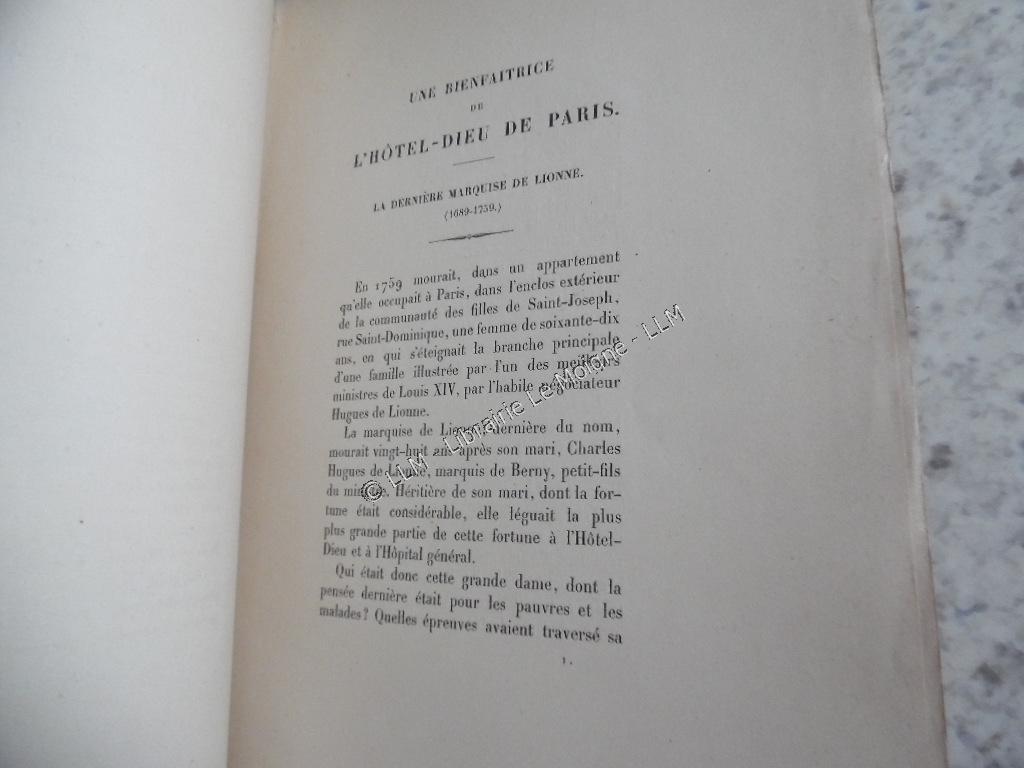 UNE BIENFAITRICE
DE
L'HÔTEL-DIEU DE PARIS.
LA DERNIÈRE MARQUISE DE LIONNE.
(1689-1759.)
En 1759 mourait, dans un appartement
qu'elle occupait à Paris, dans l'enclos extérieur
de la communauté des filles de Saint-Joseph,
rue Saint-Dominique, une femme de soixante-dix
ans, en qui s'éteignait la branche principale
d'une famille illustrée par l'un des meilleurs
ministres de Louis XIV, par l'habile négociateur
Hugues de Lionne.
La marquise de Lionne, dernière du nom,
mourait vingt-huit ans après son mari, Charles
Hugues de Lionne, marquis de Berny, petit-fils
du ministre. Héritière de son mari, dont la for-
tune était considérable, elle léguait la plus
plus grande partie de cette fortune à l'Hôtel-
Dieu et à l'Hôpital général.
Qui était donc cette grande dame, dont la
pensée dernière était pour les pauvres et les
malades? Quelles épreuves avaient traversé sa
1.
© LLM - Librairie Le Moigne - LLM